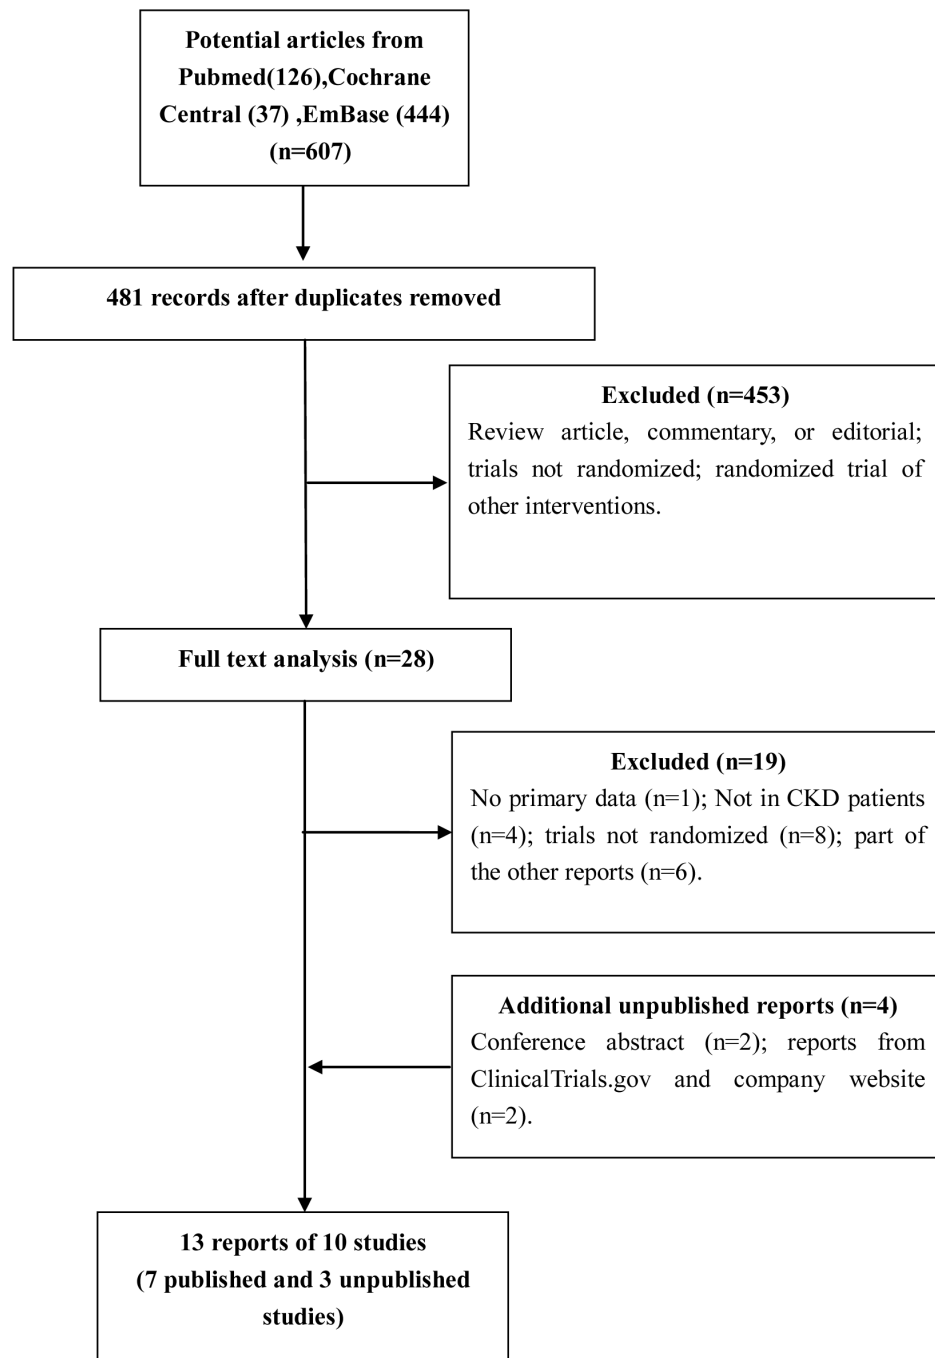 Potential articles from
Pubmed(126),Cochrane
Central (37) ,EmBase (444)
(n=607)
481 records after duplicates removed
Excluded (n=453)
Review article, commentary, or editorial;
trials not randomized; randomized trial of
other interventions.
Full text analysis (n=28)
Excluded (n=19)
No primary data (n=1); Not in CKD patients
(n=4); trials not randomized (n=8); part of
the other reports (n=6).
Additional unpublished reports (n=4)
Conference abstract (n=2); reports from
ClinicalTrials.gov and company website
(n=2).
13 reports of 10 studies
(7 published and 3 unpublished
studies)